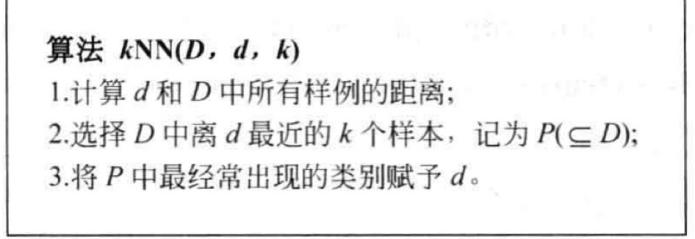 算法 kNN(D，d，k)
1.计算 d 和 D 中所有样例的距离;
2.选择 D 中离 d 最近的 k 个样本，记为 P(⊆ D);
3.将 P 中最经常出现的类别赋予 d。